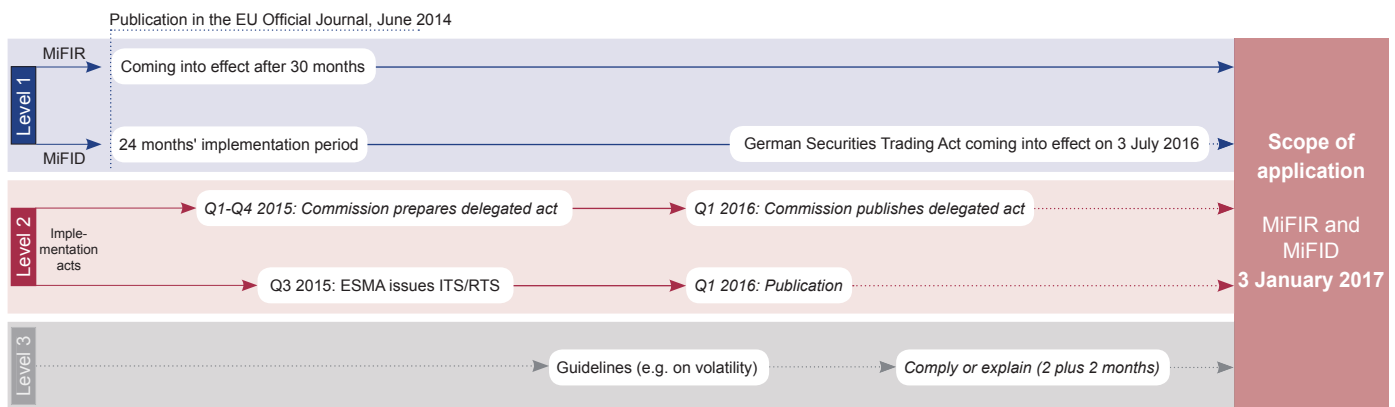 Publication in the EU Official Journal, June 2014
Level 1
MiFIR
Coming into effect after 30 months
MiFID
24 months' implementation period
German Securities Trading Act coming into effect on 3 July 2016
Level 2
Imple-
mentation
acts
Q1-Q4 2015: Commission prepares delegated act
Q1 2016: Commission publishes delegated act
Q3 2015: ESMA issues ITS/RTS
Q1 2016: Publication
Level 3
Guidelines (e.g. on volatility)
Comply or explain (2 plus 2 months)
Scope of
application
MiFIR and
MiFID
3 January 2017